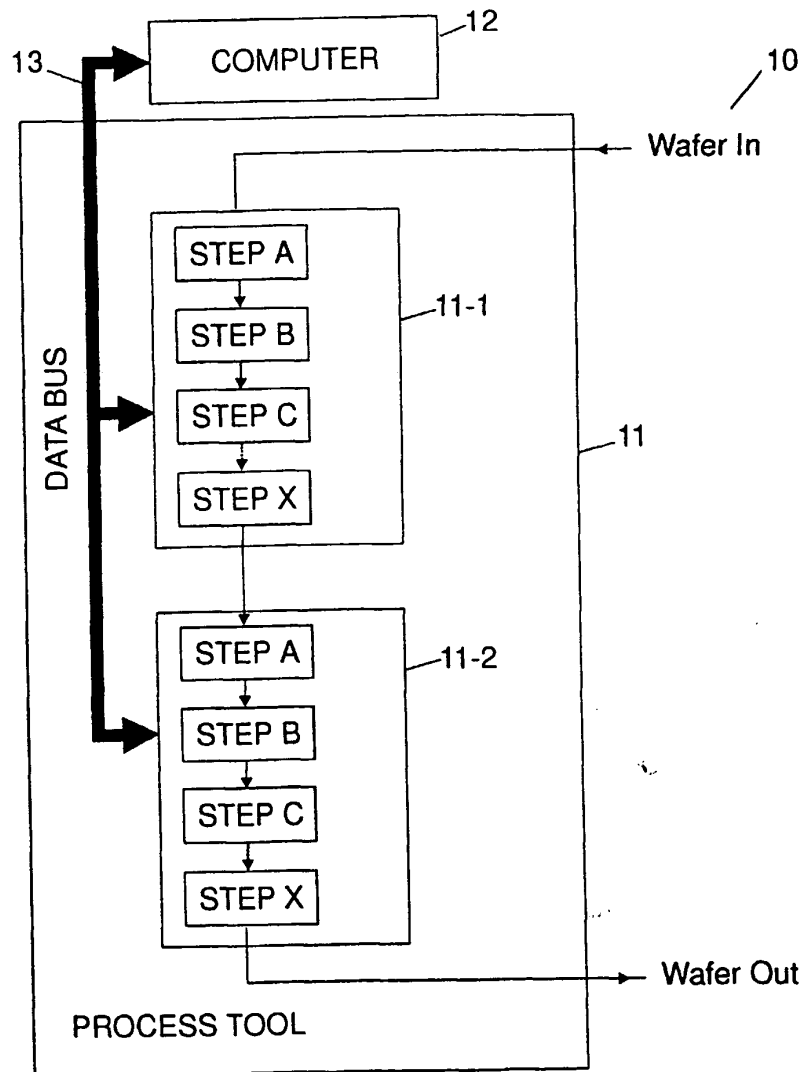 12
COMPUTER
13
10
Wafer In
STEP A
11-1
STEP B
STEP C
STEP X
DATA BUS
11
STEP A
11-2
STEP B
STEP C
STEP X
Wafer Out
PROCESS TOOL